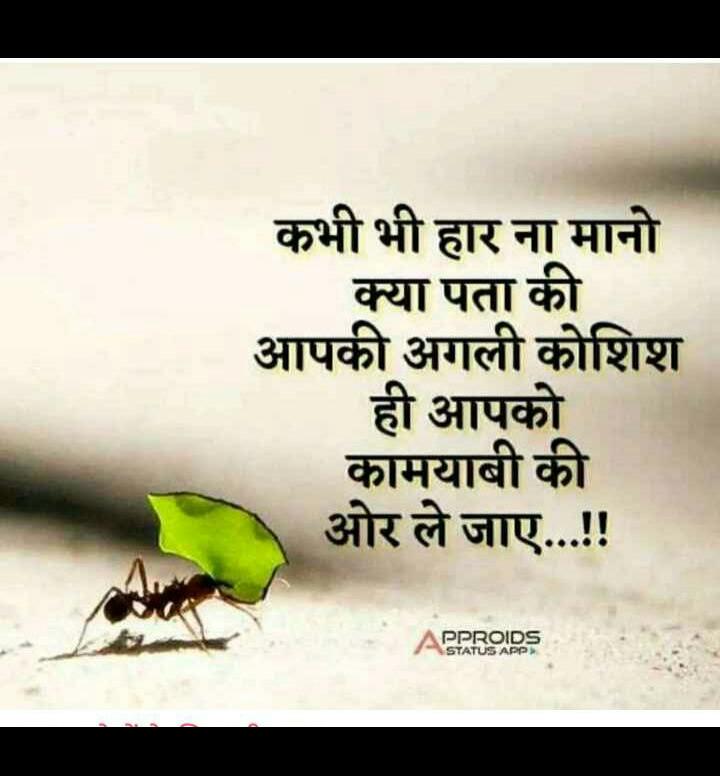 कभी भी हार ना मानो
क्या पता की
आपकी अगली कोशिश
ही आपको
कामयाबी की
ओर ले जाए...!!
APPROIDS
STATUS APP